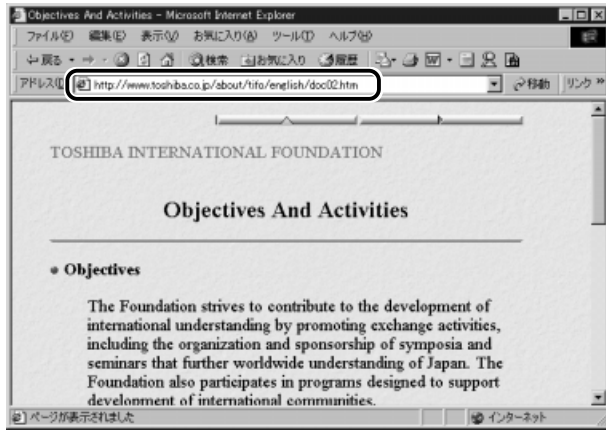 Objectives And Activities - Microsoft Internet Explorer
ファイル(F) 編集(E) 表示(V) お気に入り(A) ツール(T) ヘルプ(H)
戻る 検索 お気に入り 履歴
アドレス(D) http://www.toshiba.co.jp/about/tifo/english/doc02.htm 移動 リンク »
TOSHIBA INTERNATIONAL FOUNDATION
Objectives And Activities
Objectives
The Foundation strives to contribute to the development of
international understanding by promoting exchange activities,
including the organization and sponsorship of symposia and
seminars that further worldwide understanding of Japan. The
Foundation also participates in programs designed to support
development of international communities.
ページが表示されました インターネット